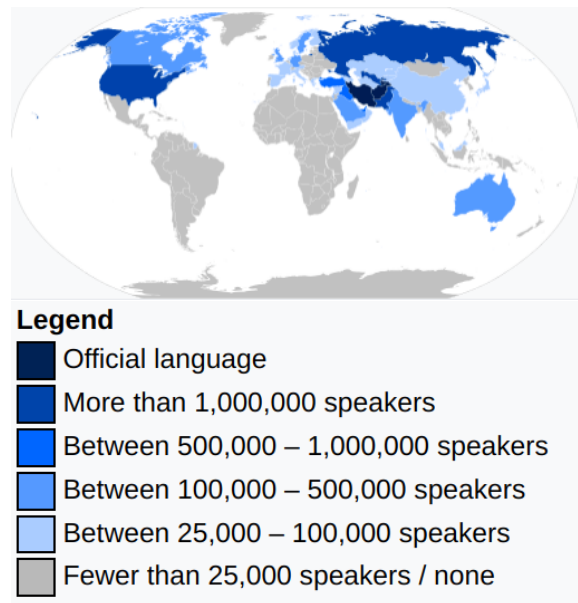 Legend
Official language
More than 1,000,000 speakers
Between 500,000 – 1,000,000 speakers
Between 100,000 – 500,000 speakers
Between 25,000 – 100,000 speakers
Fewer than 25,000 speakers / none